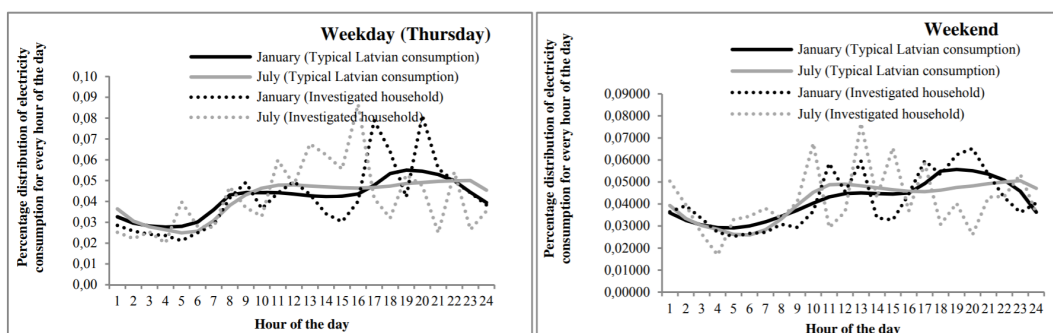 Weekday (Thursday)
January (Typical Latvian consumption)
July (Typical Latvian consumption)
January (Investigated household)
July (Investigated household)
Percentage distribution of electricity
consumption for every hour of the day
0,10
0,09
0,08
0,07
0,06
0,05
0,04
0,03
0,02
0,01
0,00
1 2 3 4 5 6 7 8 9 10 11 12 13 14 15 16 17 18 19 20 21 22 23 24
Hour of the day
Weekend
January (Typical Latvian consumption)
July (Typical Latvian consumption)
January (Investigated household)
July (Investigated household)
Percentage distribution of electricity
consumption for every hour of the day
0,09000
0,08000
0,07000
0,06000
0,05000
0,04000
0,03000
0,02000
0,01000
0,00000
1 2 3 4 5 6 7 8 9 10 11 12 13 14 15 16 17 18 19 20 21 22 23 24
Hour of the day